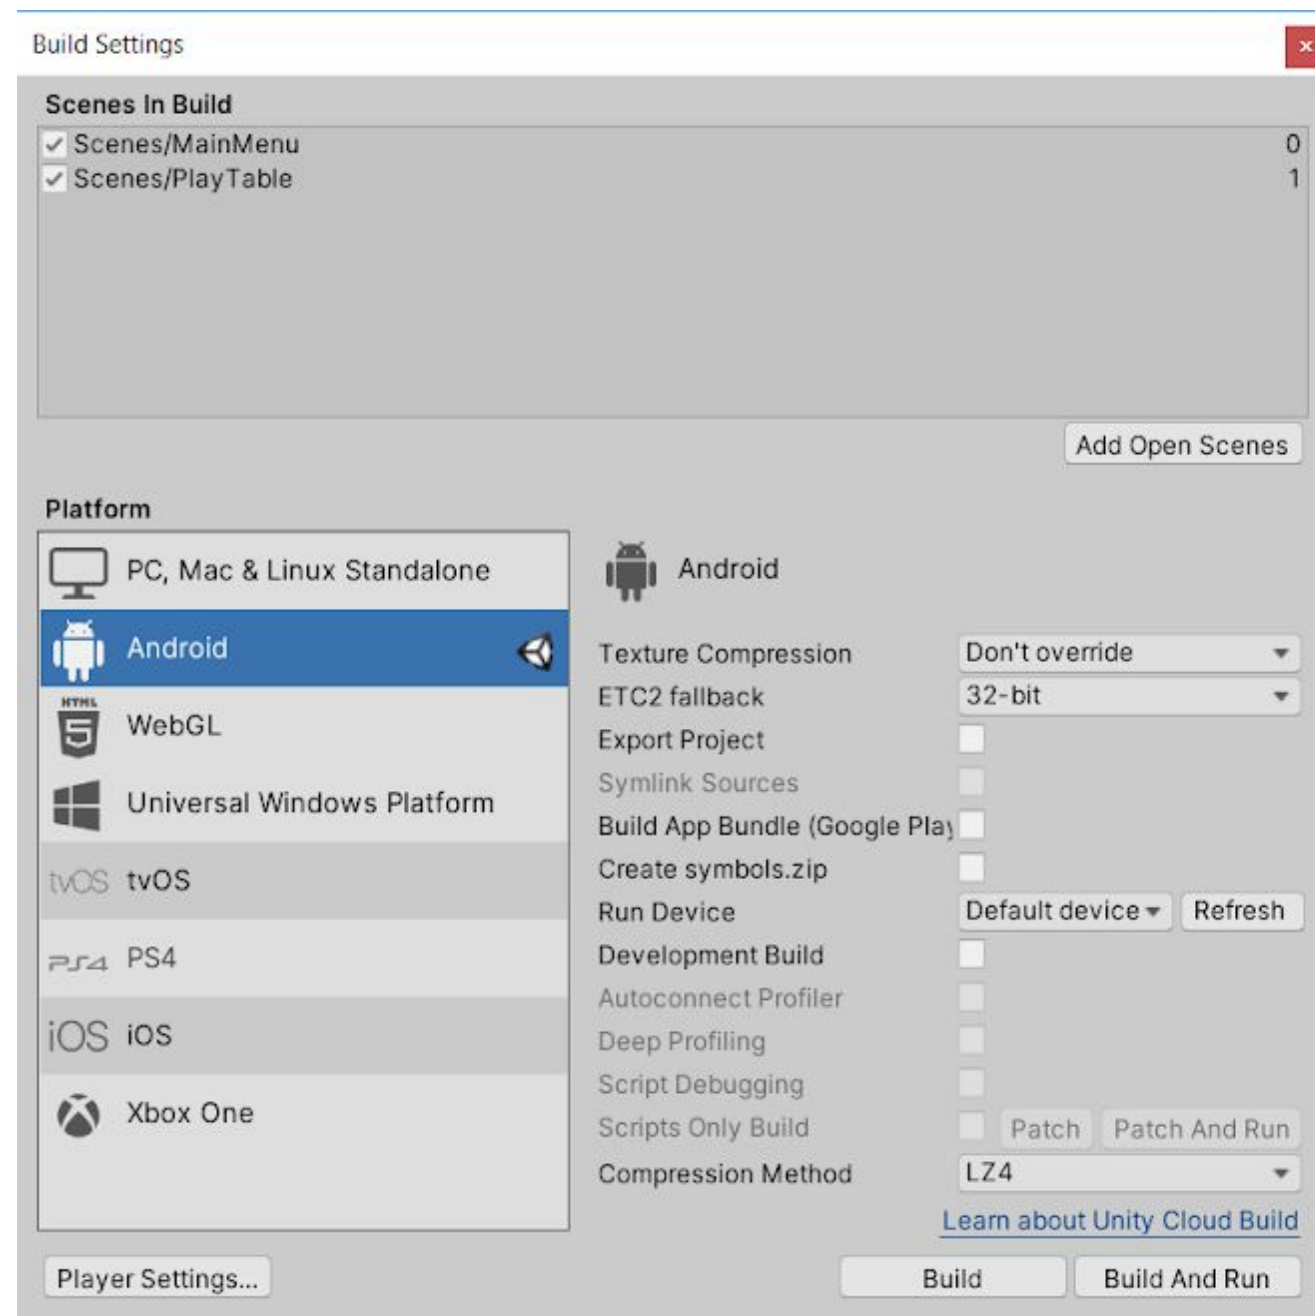 Build Settings
x
Scenes In Build
Scenes/MainMenu 0
Scenes/PlayTable 1
Add Open Scenes
Platform
PC, Mac & Linux Standalone
Android
HTML
5
WebGL
Universal Windows Platform
tvOS tvOS
PS4 PS4
iOS iOS
Xbox One
Android
Texture Compression Don't override
ETC2 fallback 32-bit
Export Project
Symlink Sources
Build App Bundle (Google Play
Create symbols.zip
Run Device Default device Refresh
Development Build
Autoconnect Profiler
Deep Profiling
Script Debugging
Scripts Only Build Patch Patch And Run
Compression Method LZ4
Learn about Unity Cloud Build
Player Settings... Build Build And Run